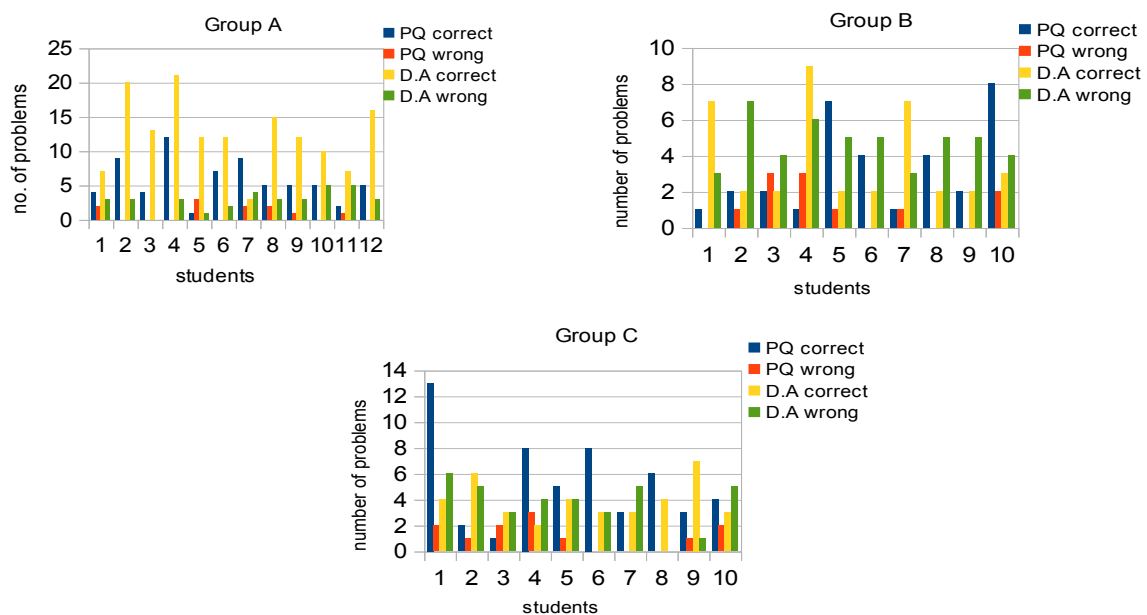 Group A
PQ correct
PQ wrong
D.A correct
D.A wrong
no. of problems
25
20
15
10
5
0
1 2 3 4 5 6 7 8 9 10 11 12
students
Group B
PQ correct
PQ wrong
D.A correct
D.A wrong
number of problems
10
8
6
4
2
0
1 2 3 4 5 6 7 8 9 10
students
Group C
PQ correct
PQ wrong
D.A correct
D.A wrong
number of problems
14
12
10
8
6
4
2
0
1 2 3 4 5 6 7 8 9 10
students